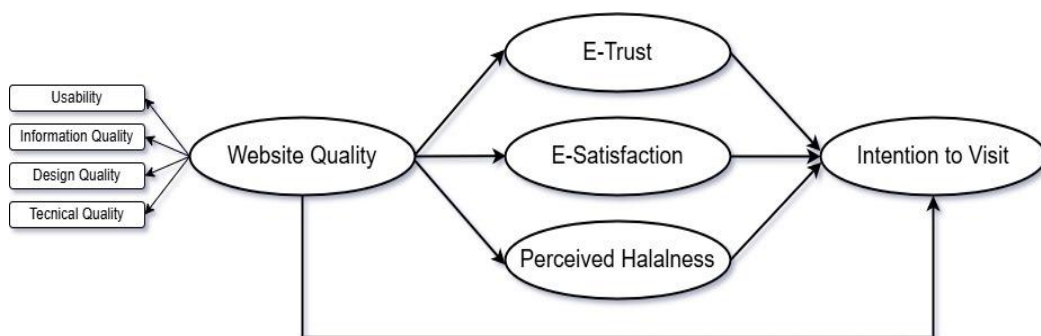 Usability
Information Quality
Design Quality
Tecnical Quality
Website Quality
E-Trust
E-Satisfaction
Perceived Halalness
Intention to Visit